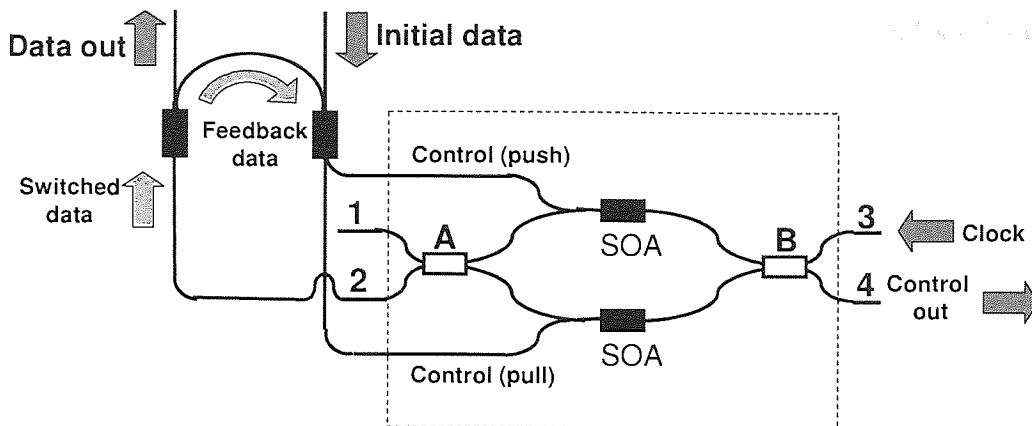 Data out
Initial data
Feedback
data
Control (push)
Switched
data
1
A
SOA
B
3
Clock
2
4
Control
out
SOA
Control (pull)